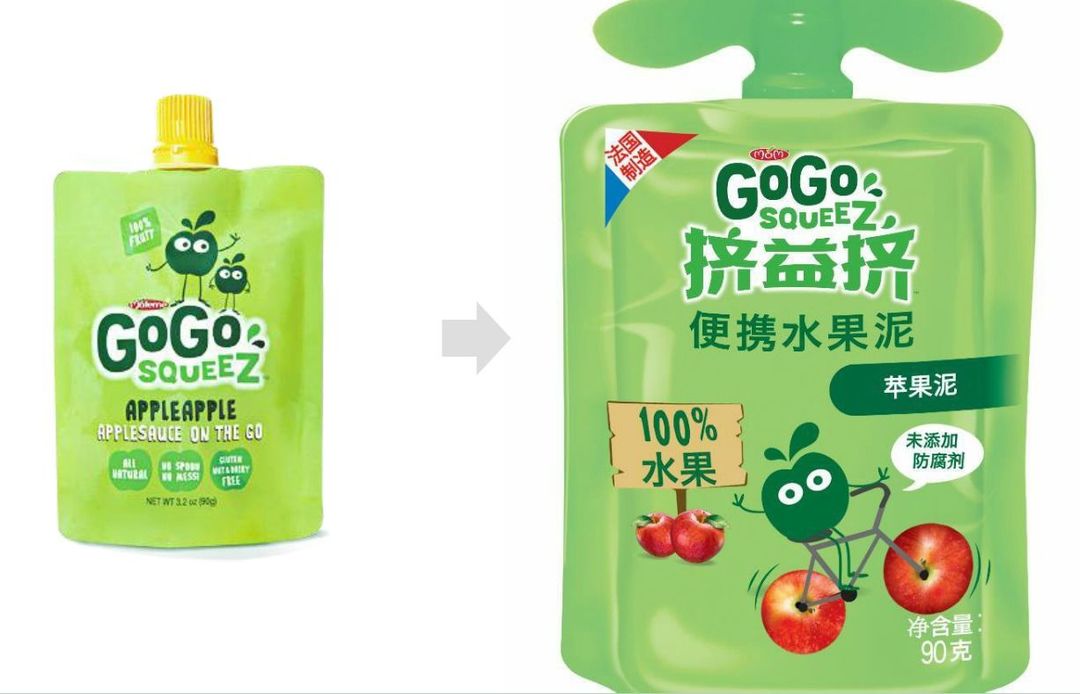 100%
FRUIT
Materne
GoGo
SQUEEZ
APPLEAPPLE
APPLESAUCE ON THE GO
ALL
NATURAL
NO SPOON
NO MESS!
GLUTEN
NUT & DAIRY
FREE
NET WT 3.2 oz (90g)
法国
制造
MOM
GoGo
SQUEEZ
挤益挤
便携水果泥
苹果泥
100%
水果
未添加
防腐剂
净含量:
90克